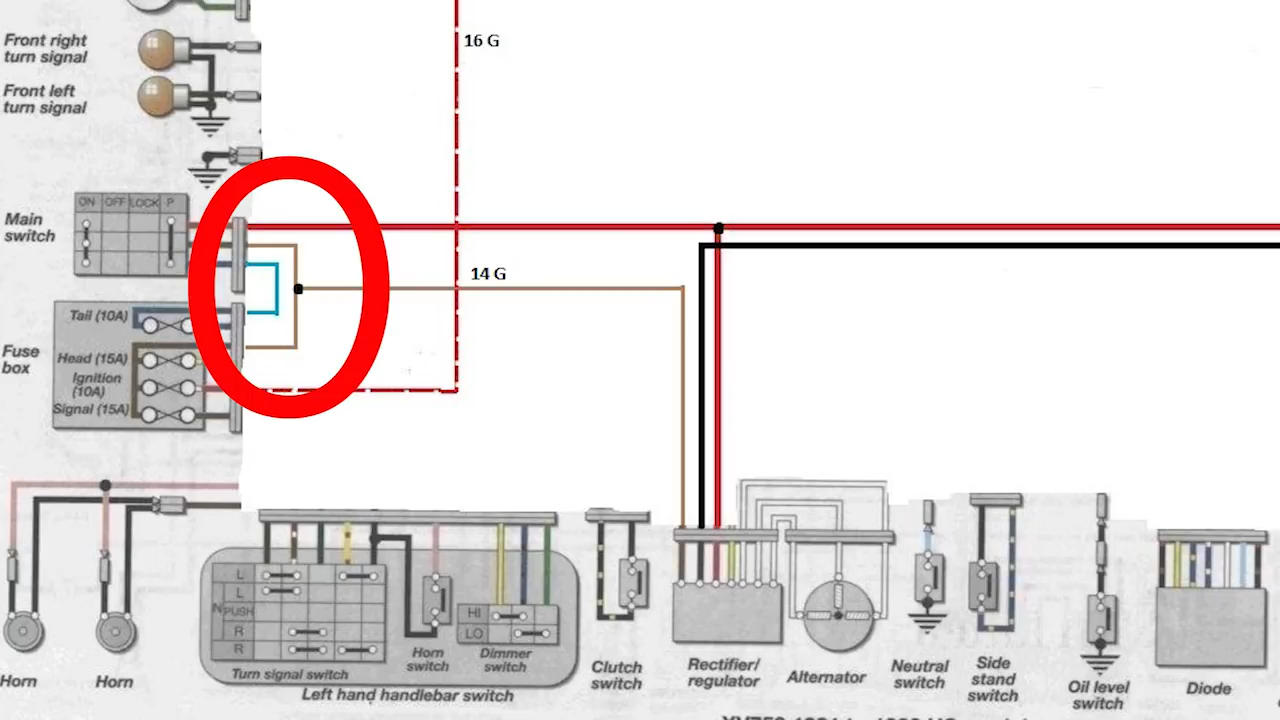 Front right
turn signal
16 G
Front left
turn signal
ON OFF LOCK P
Main
switch
14 G
Tail (10A)
Fuse
box
Head (15A)
Ignition
(10A)
Signal (15A)
L
L
N PUSH
R
R
HI
LO
Turn signal switch
Horn
switch
Dimmer
switch
Left hand handlebar switch
Horn
Horn
Clutch
switch
Rectifier/
regulator
Alternator
Neutral
switch
Side
stand
switch
Oil level
switch
Diode